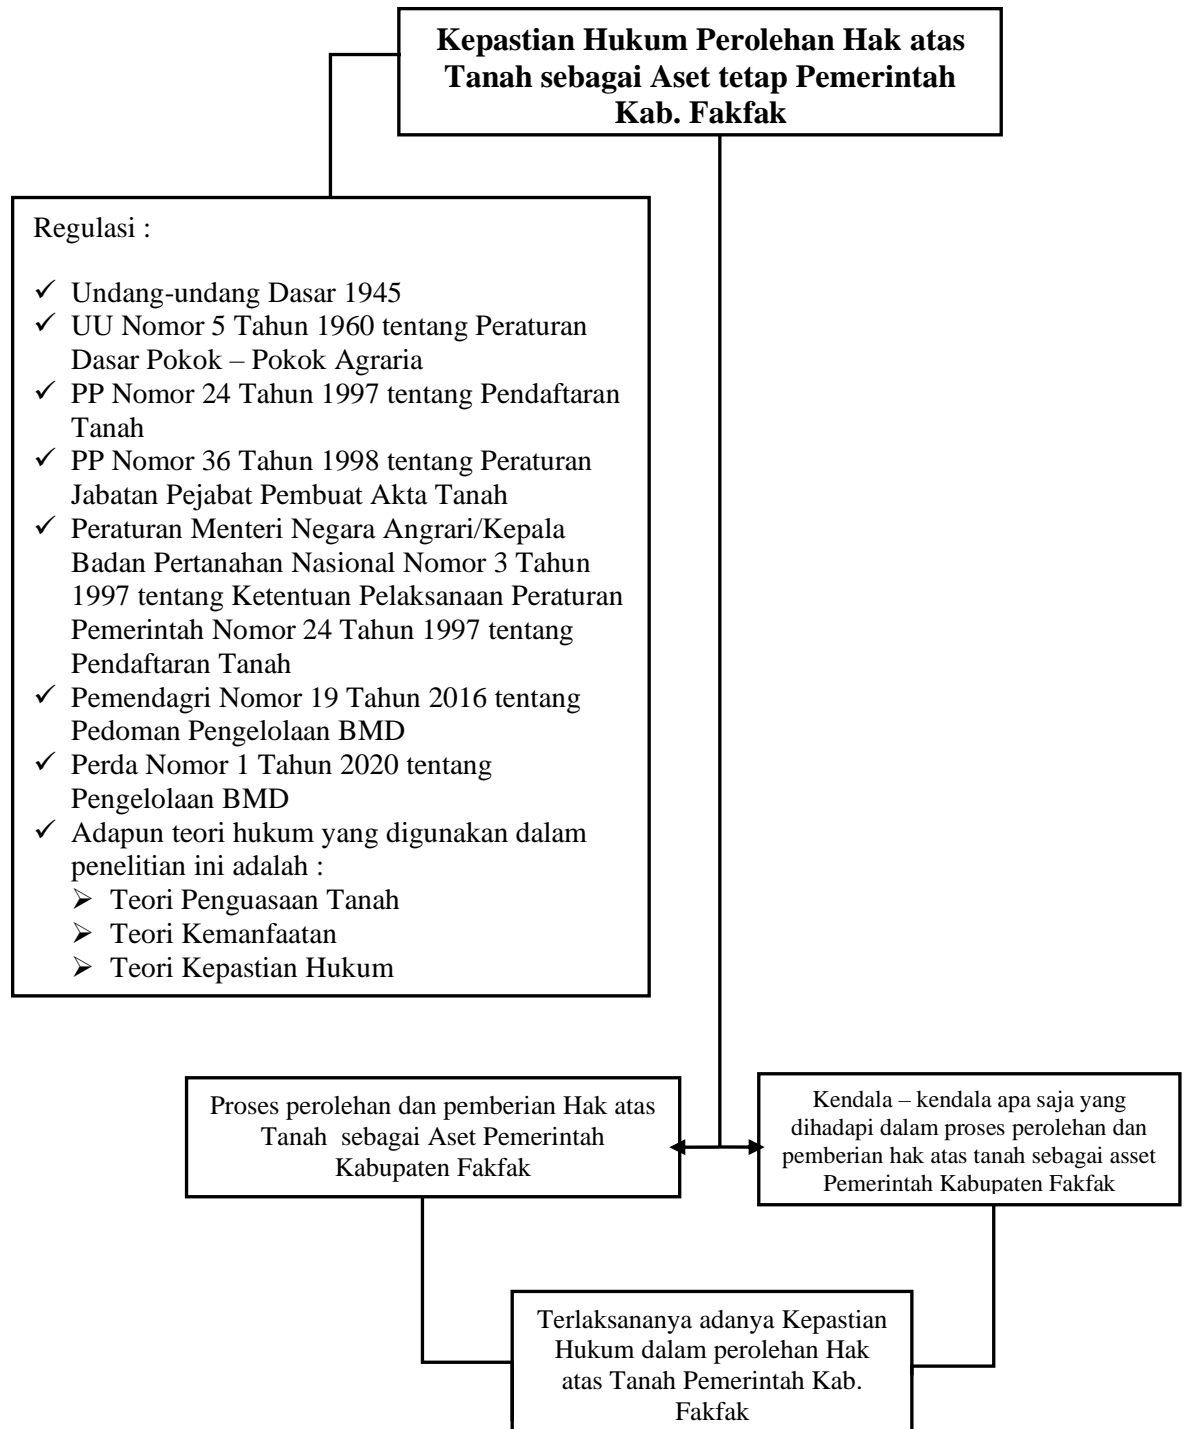 Kepastian Hukum Perolehan Hak atas
Tanah sebagai Aset tetap Pemerintah
Kab. Fakfak
Regulasi :
✓ Undang-undang Dasar 1945
✓ UU Nomor 5 Tahun 1960 tentang Peraturan
Dasar Pokok – Pokok Agraria
✓ PP Nomor 24 Tahun 1997 tentang Pendaftaran
Tanah
✓ PP Nomor 36 Tahun 1998 tentang Peraturan
Jabatan Pejabat Pembuat Akta Tanah
✓ Peraturan Menteri Negara Angrari/Kepala
Badan Pertanahan Nasional Nomor 3 Tahun
1997 tentang Ketentuan Pelaksanaan Peraturan
Pemerintah Nomor 24 Tahun 1997 tentang
Pendaftaran Tanah
✓ Pemendagri Nomor 19 Tahun 2016 tentang
Pedoman Pengelolaan BMD
✓ Perda Nomor 1 Tahun 2020 tentang
Pengelolaan BMD
✓ Adapun teori hukum yang digunakan dalam
penelitian ini adalah :
➢ Teori Penguasaan Tanah
➢ Teori Kemanfaatan
➢ Teori Kepastian Hukum
Proses perolehan dan pemberian Hak atas
Tanah sebagai Aset Pemerintah
Kabupaten Fakfak
Kendala – kendala apa saja yang
dihadapi dalam proses perolehan dan
pemberian hak atas tanah sebagai asset
Pemerintah Kabupaten Fakfak
Terlaksananya adanya Kepastian
Hukum dalam perolehan Hak
atas Tanah Pemerintah Kab.
Fakfak